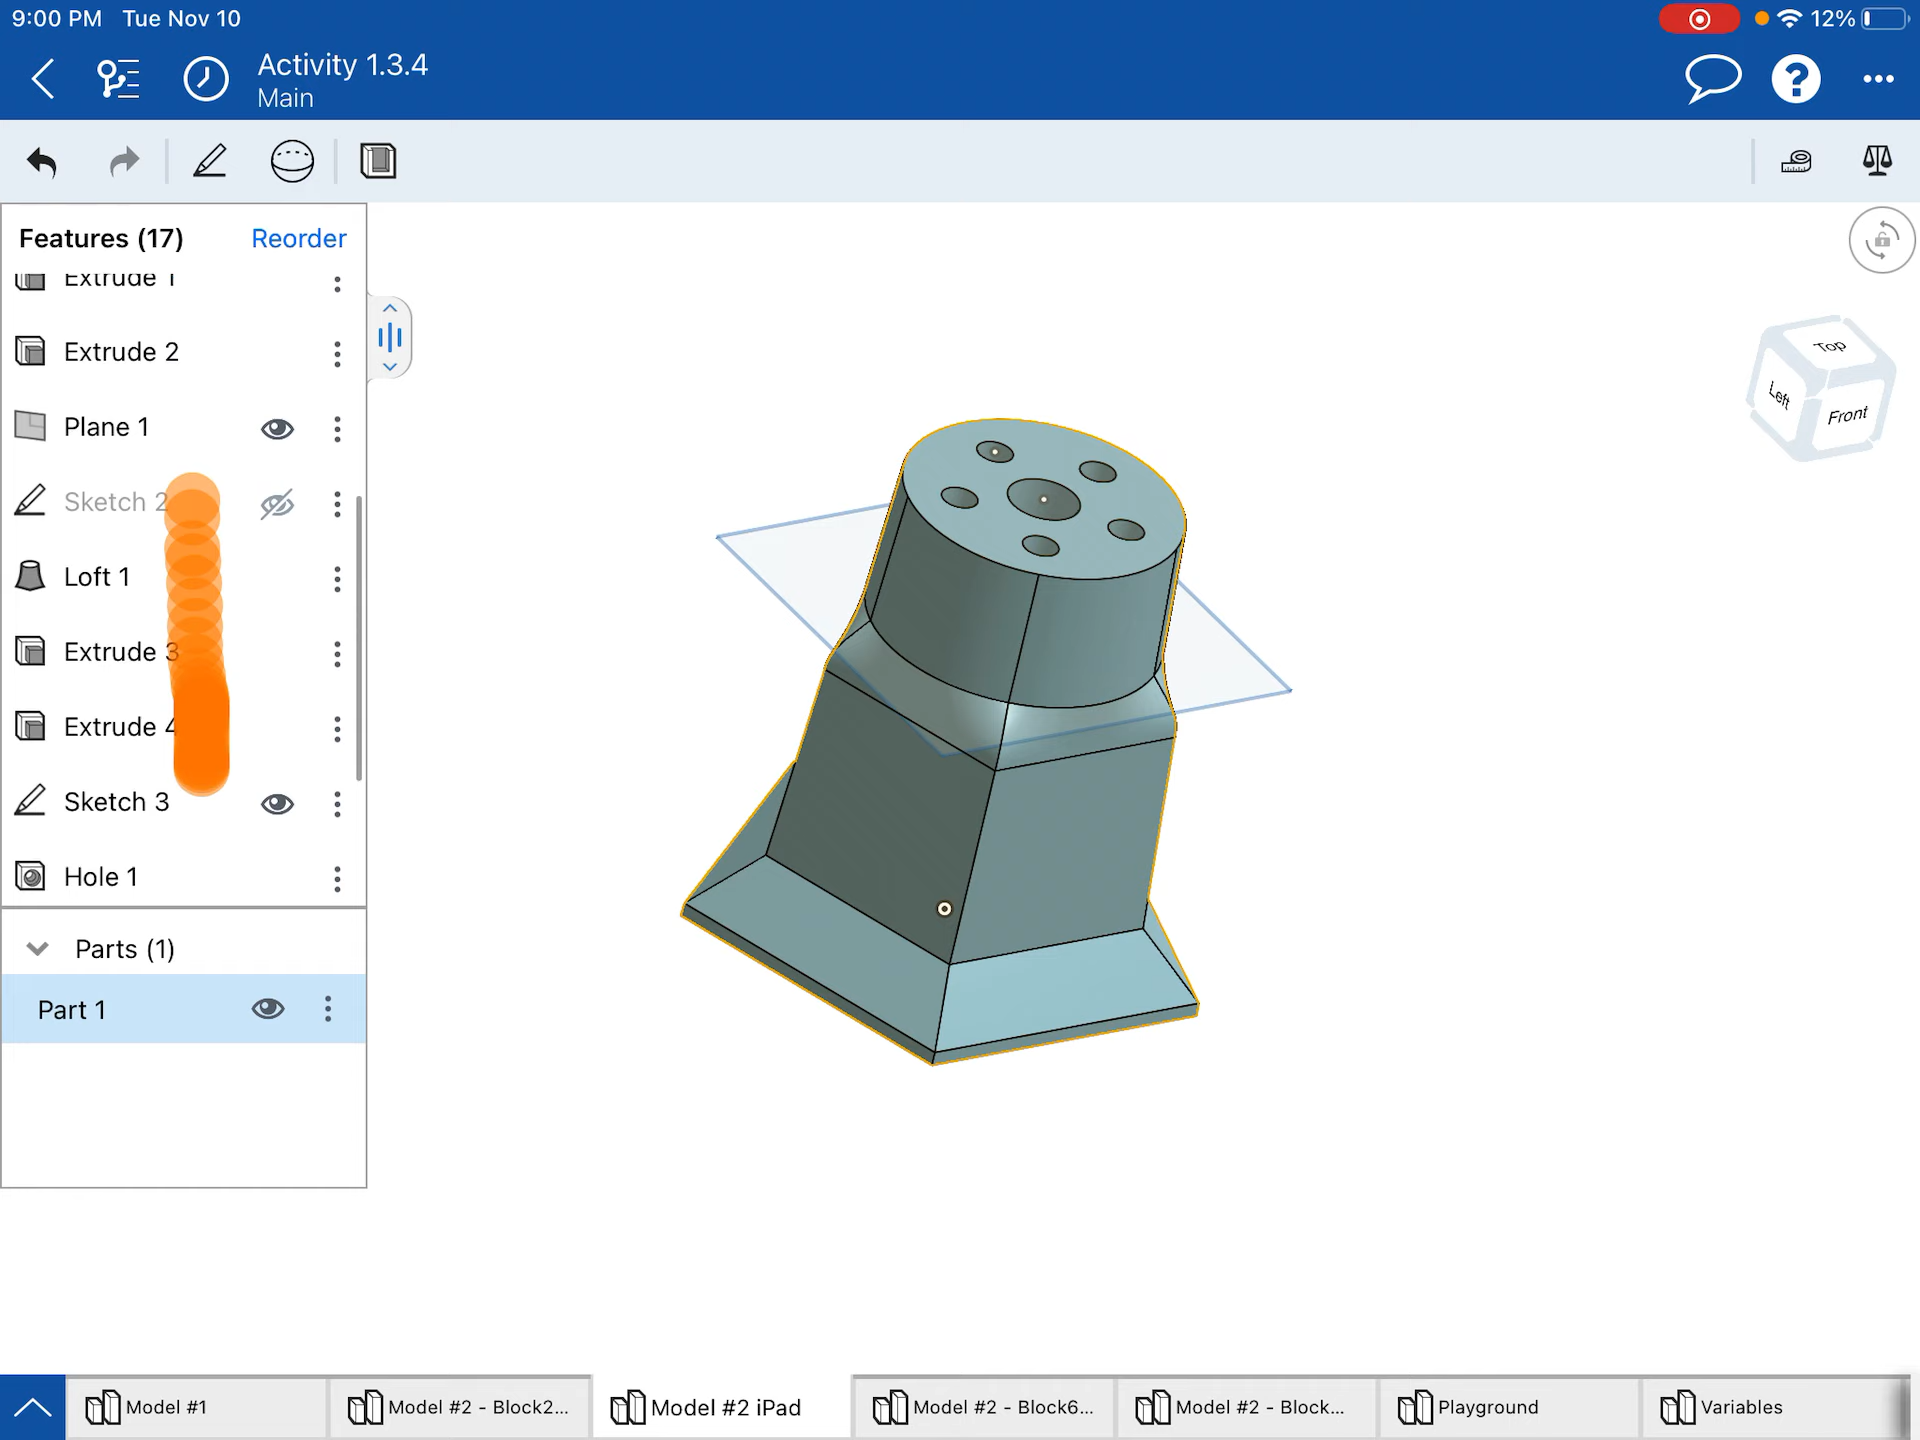 9:00 PM Tue Nov 10
12%
Activity 1.3.4
Main
Features (17) Reorder
Extrude 1
Extrude 2
Plane 1
Sketch 2
Loft 1
Extrude 3
Extrude 4
Sketch 3
Hole 1
Parts (1)
Part 1
Top
Left
Front
Model #1
Model #2 - Block2...
Model #2 iPad
Model #2 - Block6...
Model #2 - Block...
Playground
Variables